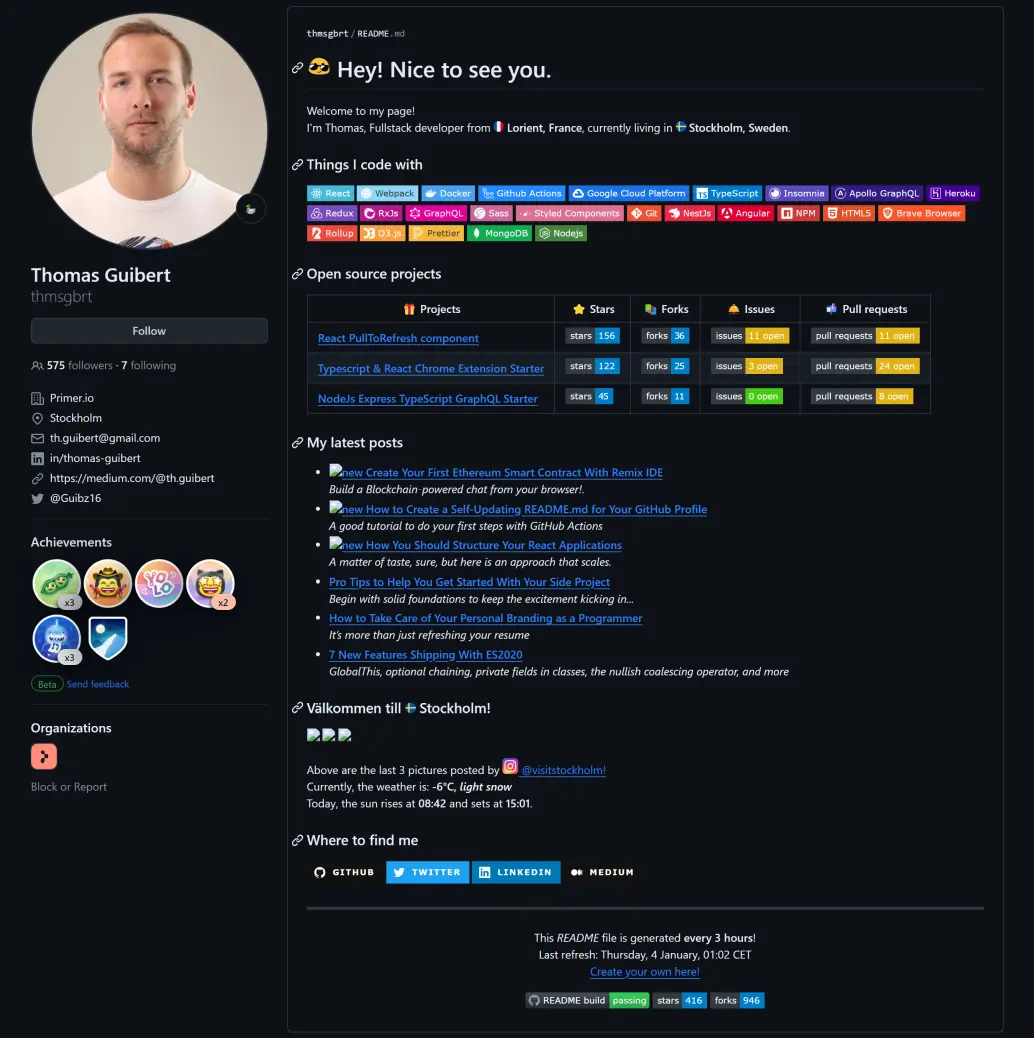 Thomas Guibert
thmsgbrt
Follow
575 followers · 7 following
Primer.io
Stockholm
th.guibert@gmail.com
in/thomas-guibert
https://medium.com/@th.guibert
@Guibz16
Achievements
x3
YOLO
x2
x3
Beta Send feedback
Organizations
Block or Report
thmsgbrt / README.md
Hey! Nice to see you.
Welcome to my page!
I'm Thomas, Fullstack developer from Lorient, France, currently living in Stockholm, Sweden.
Things I code with
React Webpack Docker Github Actions Google Cloud Platform TypeScript Insomnia Apollo GraphQL Heroku
Redux RxJs GraphQL Sass Styled Components Git NestJs Angular NPM HTML5 Brave Browser
Rollup D3.js Prettier MongoDB Nodejs
Open source projects
Projects Stars Forks Issues Pull requests
React PullToRefresh component stars 156 forks 36 issues 11 open pull requests 11 open
Typescript & React Chrome Extension Starter stars 122 forks 25 issues 3 open pull requests 24 open
NodeJs Express TypeScript GraphQL Starter stars 45 forks 11 issues 0 open pull requests 8 open
My latest posts
new Create Your First Ethereum Smart Contract With Remix IDE
Build a Blockchain-powered chat from your browser!.
new How to Create a Self-Updating README.md for Your GitHub Profile
A good tutorial to do your first steps with GitHub Actions
new How You Should Structure Your React Applications
A matter of taste, sure, but here is an approach that scales.
Pro Tips to Help You Get Started With Your Side Project
Begin with solid foundations to keep the excitement kicking in...
How to Take Care of Your Personal Branding as a Programmer
It's more than just refreshing your resume
7 New Features Shipping With ES2020
GlobalThis, optional chaining, private fields in classes, the nullish coalescing operator, and more
Välkommen till Stockholm!
Above are the last 3 pictures posted by @visitstockholm!
Currently, the weather is: -6°C, light snow
Today, the sun rises at 08:42 and sets at 15:01.
Where to find me
GITHUB TWITTER LINKEDIN MEDIUM
This README file is generated every 3 hours!
Last refresh: Thursday, 4 January, 01:02 CET
Create your own here!
README build passing stars 416 forks 946